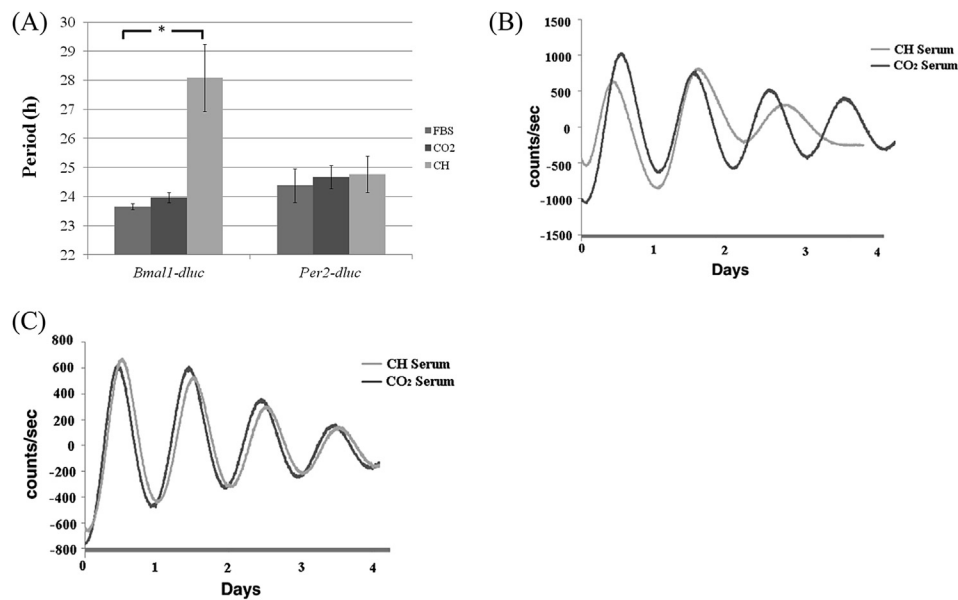 (A)
30
29
28
27
26
25
24
23
22
Period (h)
*
FBS
CO2
CH
Bmal1-dluc
Per2-dluc
(B)
1500
1000
500
0
-500
-1000
-1500
counts/sec
CH Serum
CO₂ Serum
0 1 2 3 4
Days
(C)
800
600
400
200
0
-200
-400
-600
-800
counts/sec
CH Serum
CO₂ Serum
0 1 2 3 4
Days